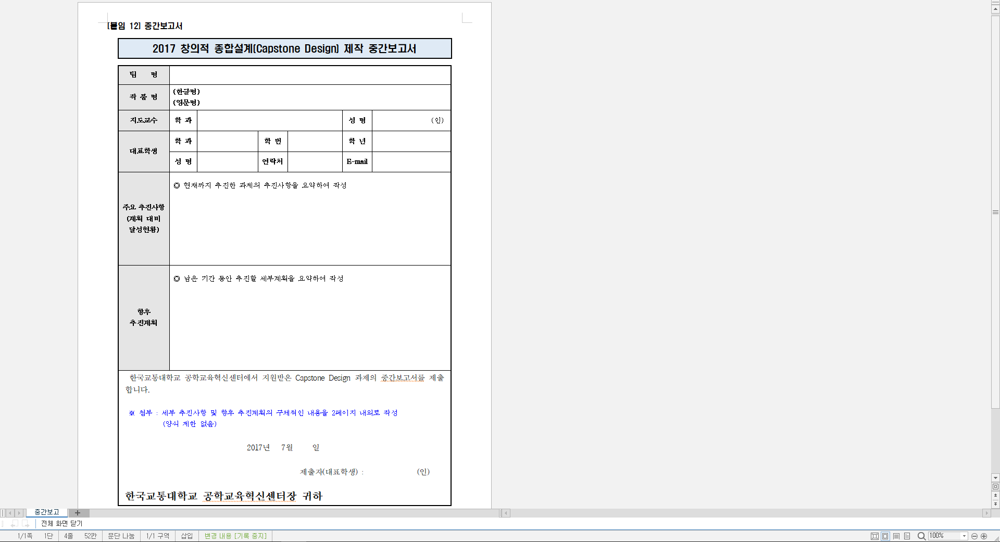 [붙임 12] 중간보고서
2017 창의적 종합설계(Capstone Design) 제작 중간보고서
팀 명
작 품 명
(한글명)
(영문명)
지도교수
학 과
성 명
(인)
대표학생
학 과
학 번
학 년
성 명
연락처
E-mail
주요 추진사항
(계획 대비
달성현황)
◎ 현재까지 추진한 과제의 추진사항을 요약하여 작성
향후
추진계획
◎ 남은 기간 동안 추진할 세부계획을 요약하여 작성
한국교통대학교 공학교육혁신센터에서 지원받은 Capstone Design 과제의 중간보고서를 제출
합니다.
※ 첨부 : 세부 추진사항 및 향후 추진계획의 구체적인 내용을 2페이지 내외로 작성
(양식 제한 없음)
2017년 7월 일
제출자(대표학생) : (인)
한국교통대학교 공학교육혁신센터장 귀하
중간보고
전체 화면 닫기
1/1쪽 1단 4줄 52칸 문단 나눔 1/1 구역 삽입 변경 내용 [기록 중지] 100%